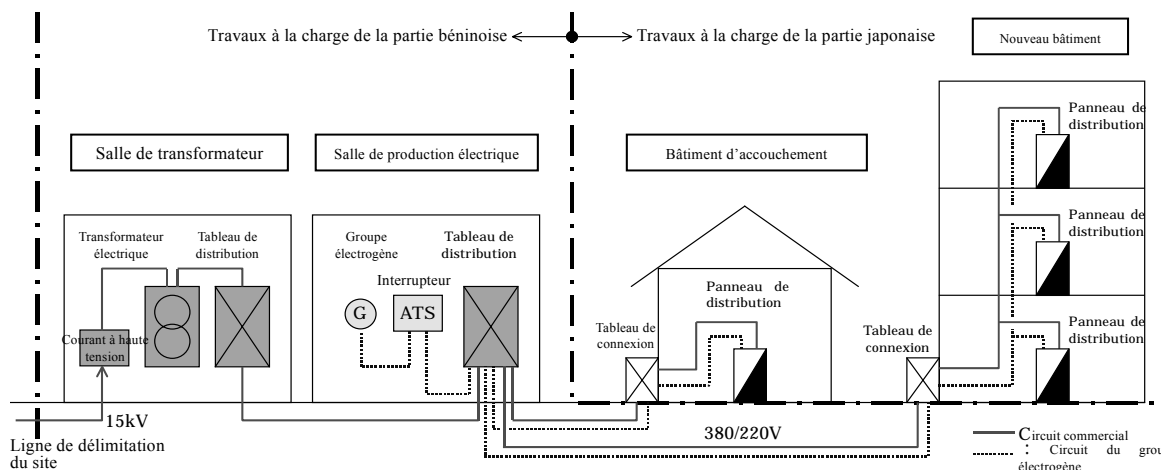 Travaux à la charge de la partie béninoise
Travaux à la charge de la partie japonaise
Nouveau bâtiment
Salle de transformateur
Salle de production électrique
Bâtiment d'accouchement
Panneau de
distribution
Transformateur
électrique
Tableau de
distribution
Groupe
électrogène
Tableau de
distribution
Interrupteur
G
ATS
Courant à haute
tension
Panneau de
distribution
Panneau de
distribution
Tableau de
connexion
Tableau de
connexion
Panneau de
distribution
15kV
380/220V
Ligne de délimitation
du site
Circuit commercial
: Circuit du grou
électrogène